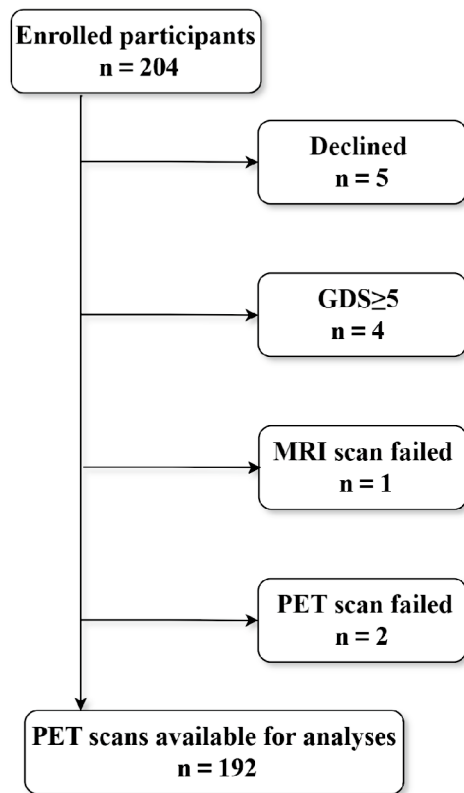 Enrolled participants
n = 204
Declined
n = 5
GDS≥5
n = 4
MRI scan failed
n = 1
PET scan failed
n = 2
PET scans available for analyses
n = 192